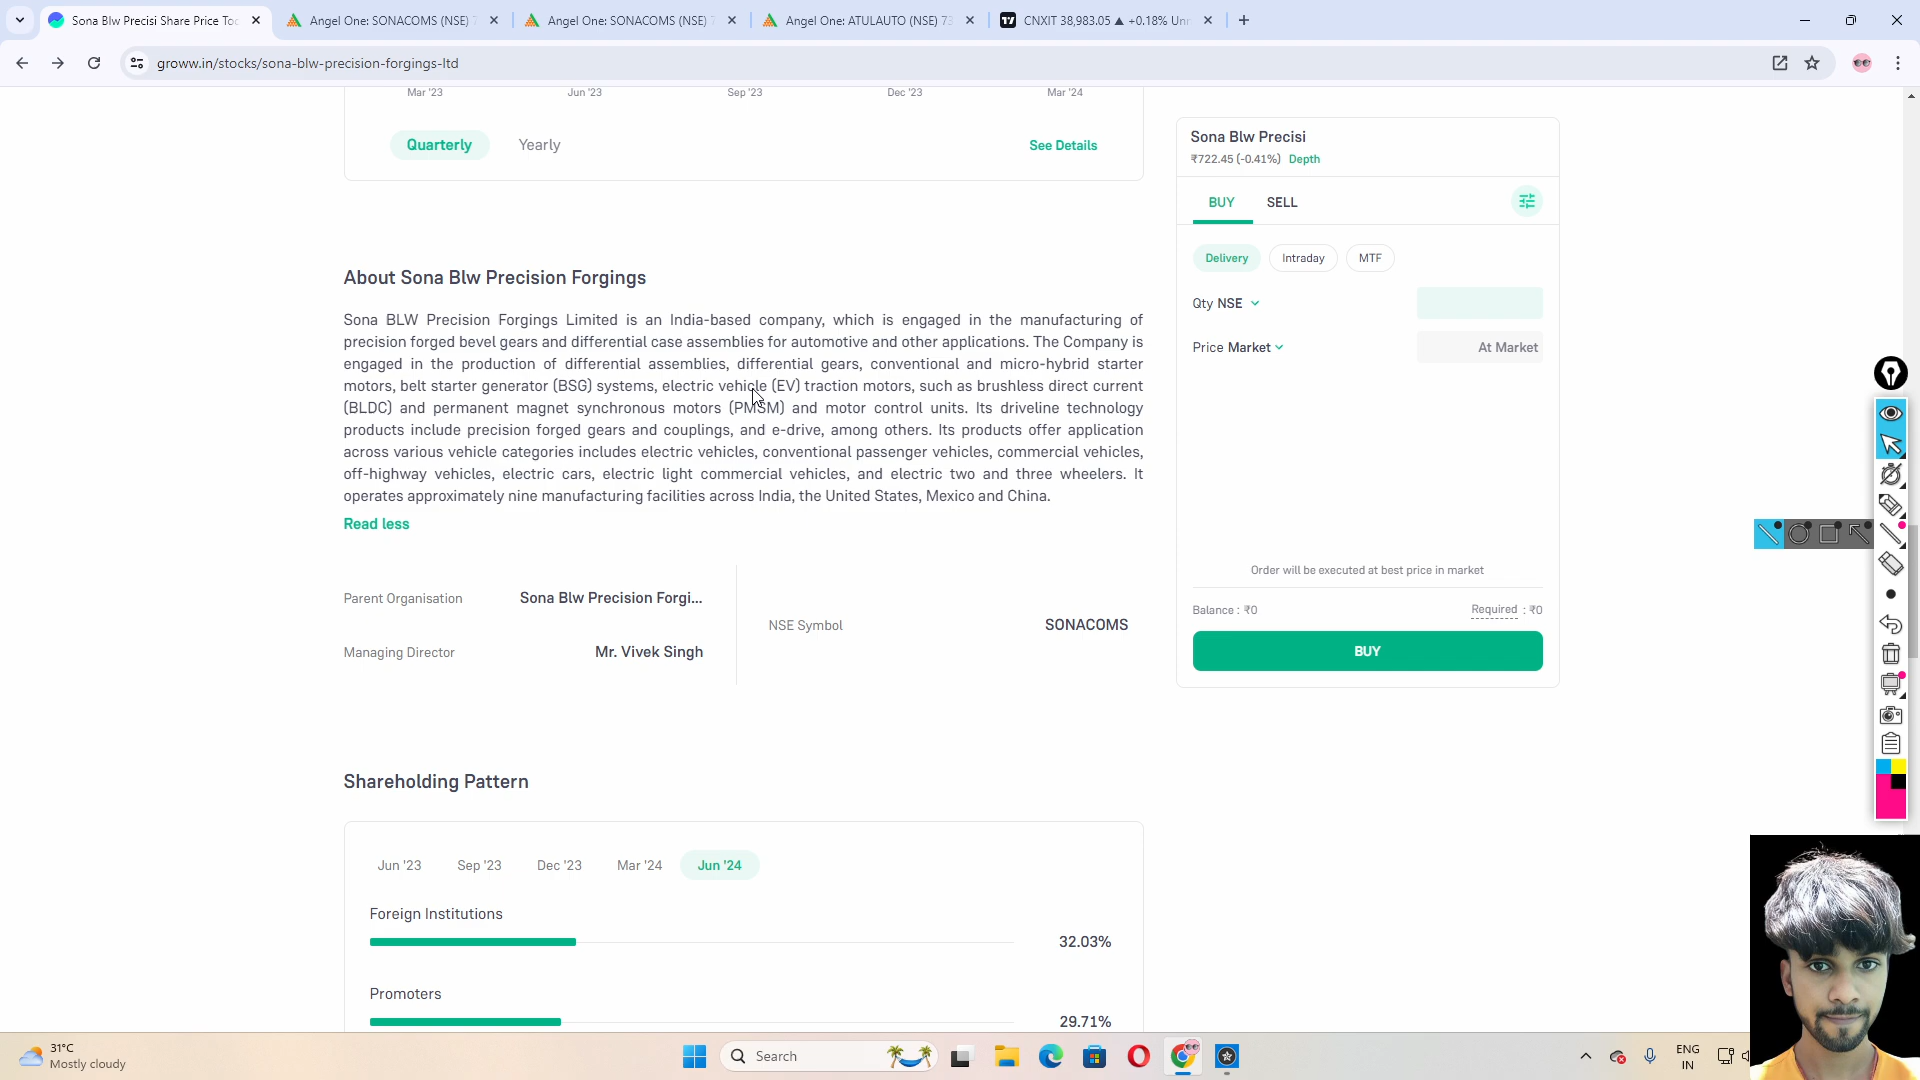 Sona Blw Precisi Share Price Toc
Angel One: SONACOMS (NSE) 7
Angel One: SONACOMS (NSE) 7
Angel One: ATULAUTO (NSE) 73
CNXIT 38,983.05 ▲ +0.18% Unn
groww.in/stocks/sona-blw-precision-forgings-ltd
Mar '23
Jun '23
Sep '23
Dec '23
Mar '24
Quarterly
Yearly
See Details
About Sona Blw Precision Forgings
Sona BLW Precision Forgings Limited is an India-based company, which is engaged in the manufacturing of
precision forged bevel gears and differential case assemblies for automotive and other applications. The Company is
engaged in the production of differential assemblies, differential gears, conventional and micro-hybrid starter
motors, belt starter generator (BSG) systems, electric vehicle (EV) traction motors, such as brushless direct current
(BLDC) and permanent magnet synchronous motors (PMSM) and motor control units. Its driveline technology
products include precision forged gears and couplings, and e-drive, among others. Its products offer application
across various vehicle categories includes electric vehicles, conventional passenger vehicles, commercial vehicles,
off-highway vehicles, electric cars, electric light commercial vehicles, and electric two and three wheelers. It
operates approximately nine manufacturing facilities across India, the United States, Mexico and China.
Read less
Parent Organisation
Sona Blw Precision Forgi...
Managing Director
Mr. Vivek Singh
NSE Symbol
SONACOMS
Shareholding Pattern
Jun '23
Sep '23
Dec '23
Mar '24
Jun '24
Foreign Institutions
32.03%
Promoters
29.71%
Sona Blw Precisi
₹722.45 (-0.41%) Depth
BUY
SELL
Delivery
Intraday
MTF
Qty NSE
Price Market
At Market
Order will be executed at best price in market
Balance : ₹0
Required : ₹0
BUY
31°C
Mostly cloudy
Search
ENG
IN